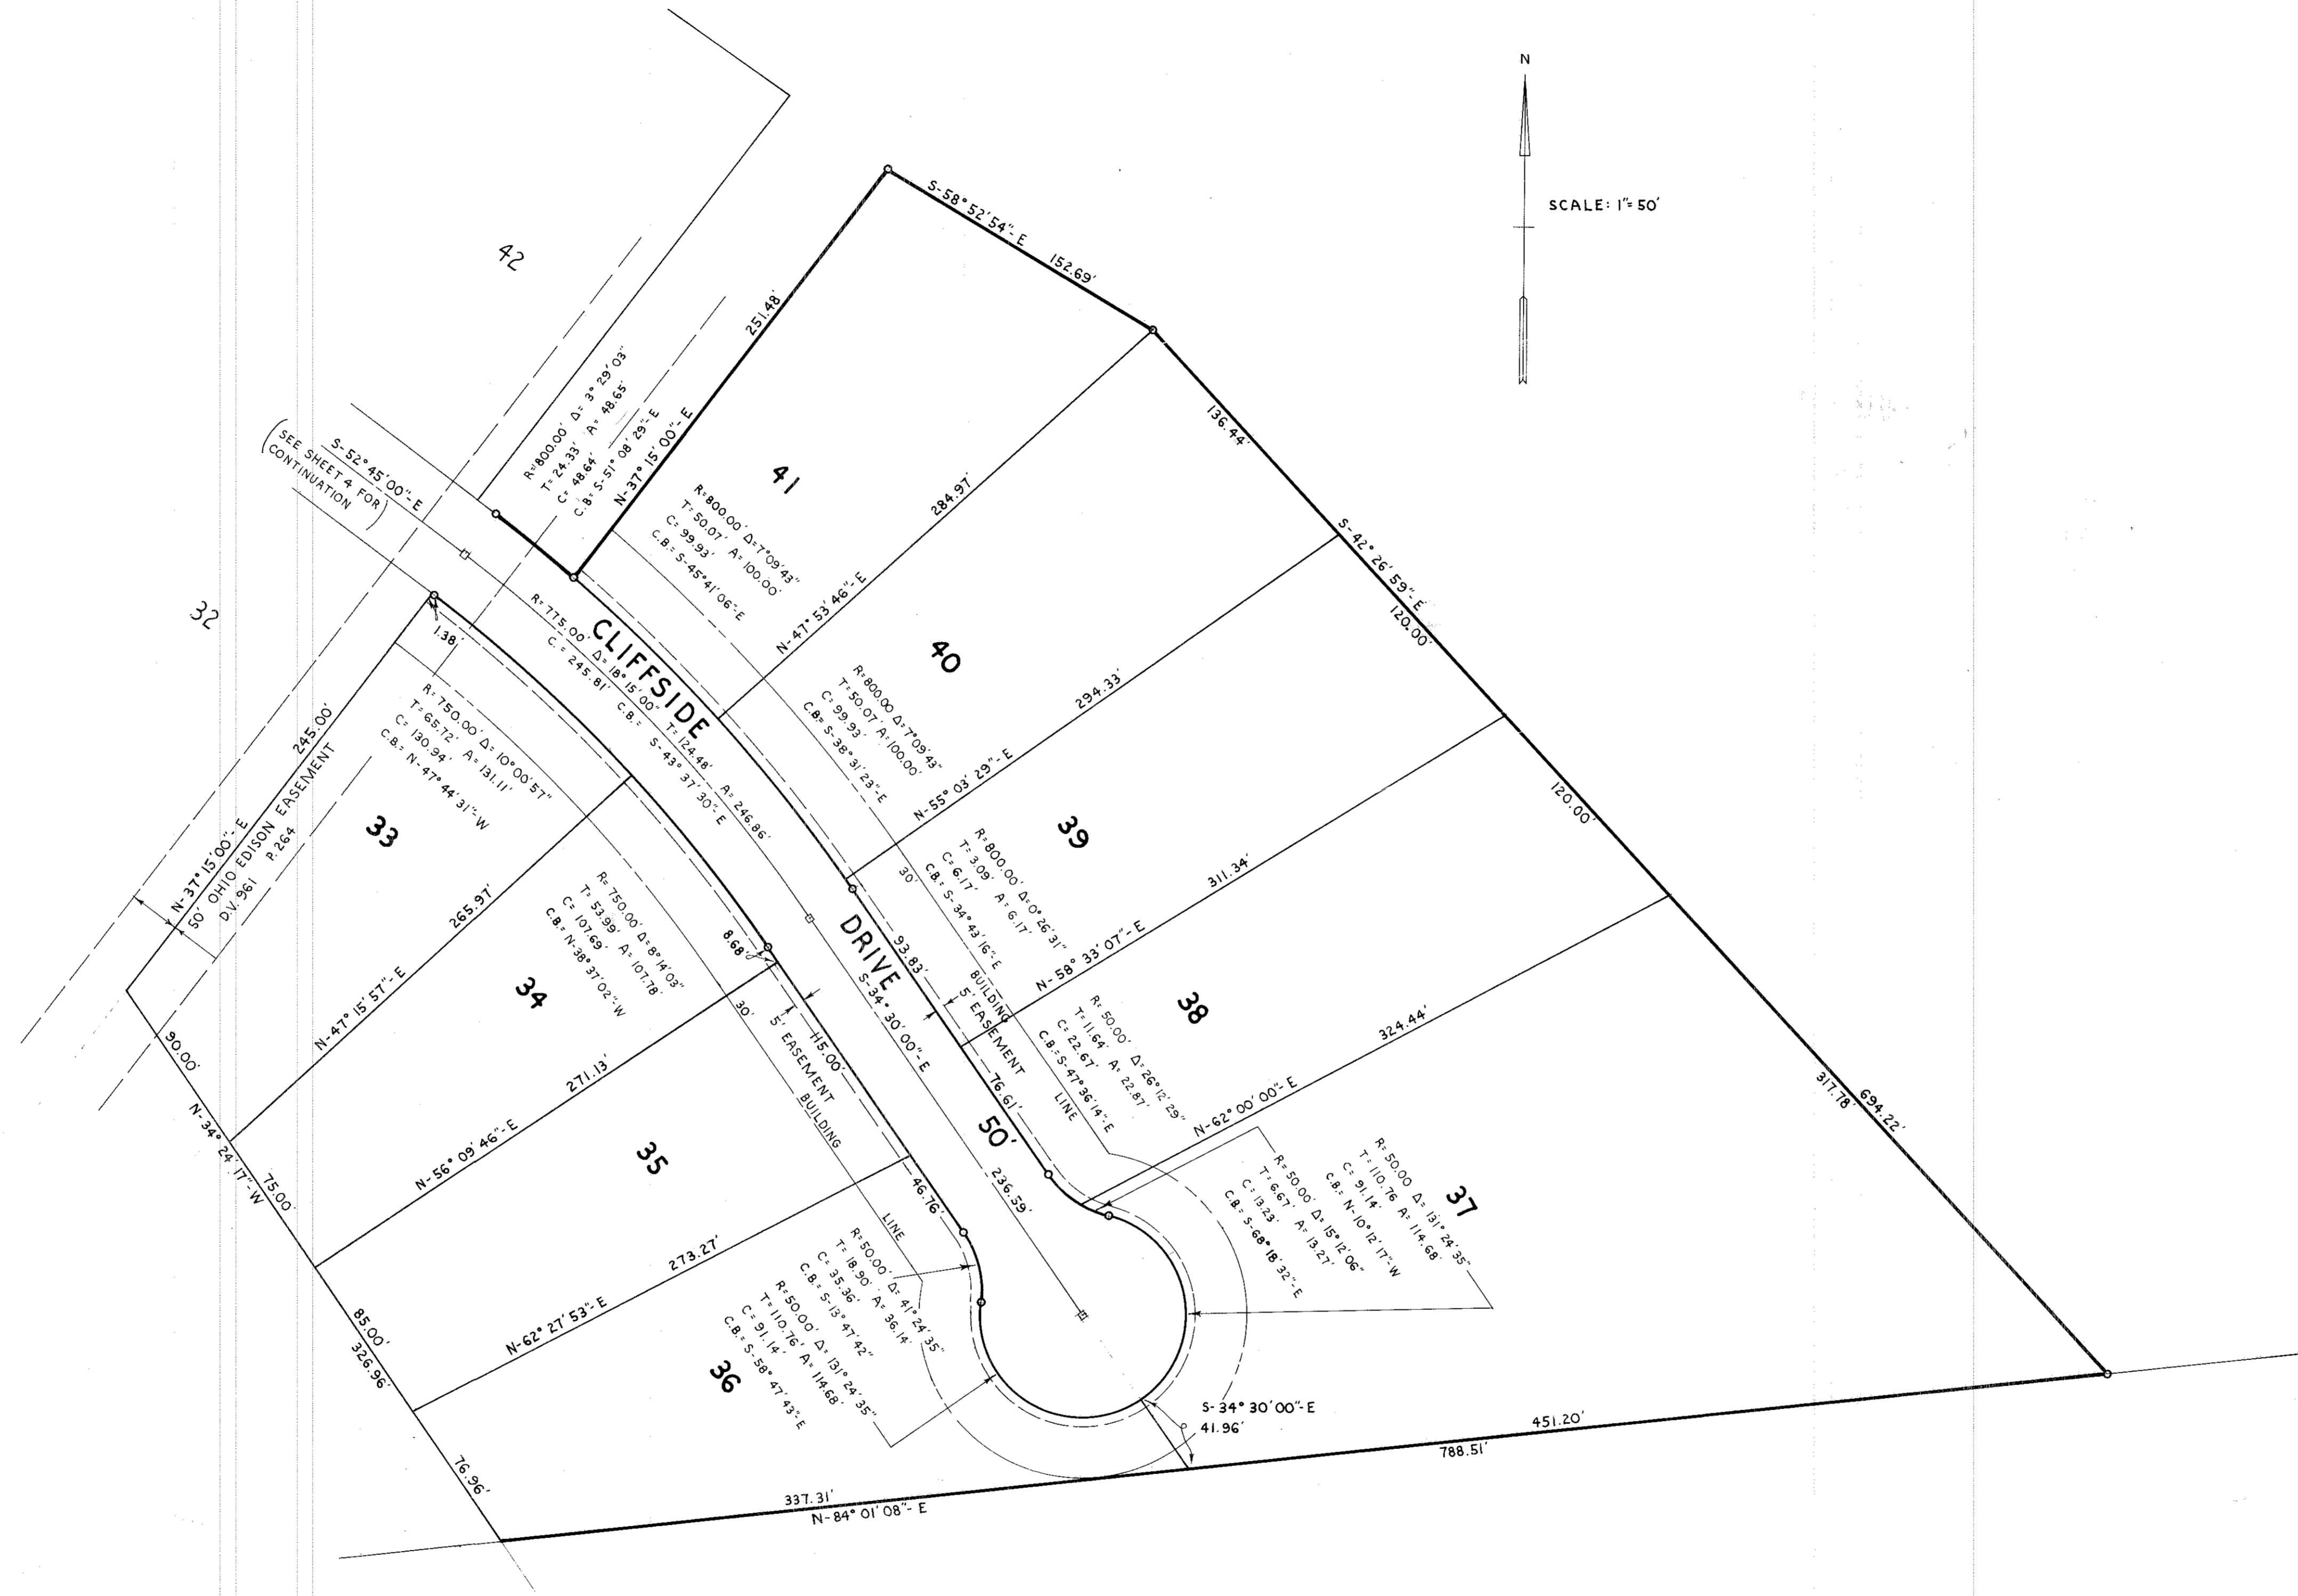 N
SCALE: 1"= 50'
42
S-58° 52' 54"- E
152.69'
251.48'
N-37° 15' 00"- E
R=800.00' Δ= 3° 29' 03"
T= 24.33' A= 48.65'
C= 48.64'
C.B= S-51° 08' 29"-E
(SEE SHEET 4 FOR
CONTINUATION)
S-52° 45' 00"- E
32
1.38'
41
R=800.00' Δ=7°09'43"
T=50.07' A=100.00'
C=99.93'
C.B.= S-45°41'06"-E
284.97'
N-47° 53' 46"- E
136.44'
S-42° 26' 59"- E
120.00'
CLIFFSIDE
R=775.00' Δ=18°15'00" T=124.48' A=246.86'
C.= 245.81' C.B.= S-43° 37' 30"-E
40
R=800.00 Δ=7°09'43"
T=50.07' A=100.00'
C=99.93'
C.B= S-38°31'23"-E
294.33'
N-55° 03' 29"- E
120.00'
245.00'
N-37° 15' 00"- E
50' OHIO EDISON EASEMENT
D.V. 961 P. 264
R= 750.00' Δ= 10°00'57"
T= 65.72' A= 131.11'
C= 130.94'
C.B.= N-47°44'31"-W
33
265.97'
N-47° 15' 57"- E
39
R=800.00' Δ=0°26'31"
T= 3.09' A= 6.17'
C=6.17'
C.B.= S-34°43'16"-E
30'
311.34'
N-58° 33' 07"- E
DRIVE
93.83'
S-34° 30' 00"- E
5' EASEMENT
BUILDING
LINE
R= 750.00' Δ=8°14'03"
T= 53.99' A= 107.78'
C= 107.69'
C.B.= N-38°37'02"-W
8.68'
34
271.13'
N-56° 09' 46"- E
30'
5' EASEMENT
115.00'
BUILDING
LINE
38
R= 50.00' Δ=26°12'29"
T=11.64' A= 22.87'
C=22.67'
C.B.= S-47°36'14"-E
324.44'
N-62° 00' 00"- E
76.61'
50'
236.59'
317.78'
694.22'
90.00'
N-34° 24' 17"- W
75.00'
35
46.76'
273.27'
N-62° 27' 53"- E
37
R= 50.00 Δ= 131° 24' 35"
T= 110.76 A= 114.68'
C= 91.14'
C.B.= N-10°12'17"-W
R= 50.00' Δ= 15°12'06"
T= 6.67' A= 13.27'
C= 13.23'
C.B.= S-68°18'32"-E
R=50.00' Δ= 41°24'35"
T= 18.90' A= 36.14'
C= 35.36'
C.B.= S-13°47'42"
R=50.00' Δ= 131° 24' 35"
T=110.76' A= 114.68'
C= 91.14'
C.B.= S-58°47'43"-E
36
85.00'
326.96'
76.96'
S-34° 30' 00"- E
41.96'
451.20'
788.51'
337.31'
N-84° 01' 08"- E